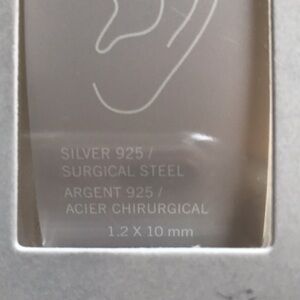 SILVER 925 /
SURGICAL STEEL
ARGENT 925 /
ACIER CHIRURGICAL
1.2 X 10 mm